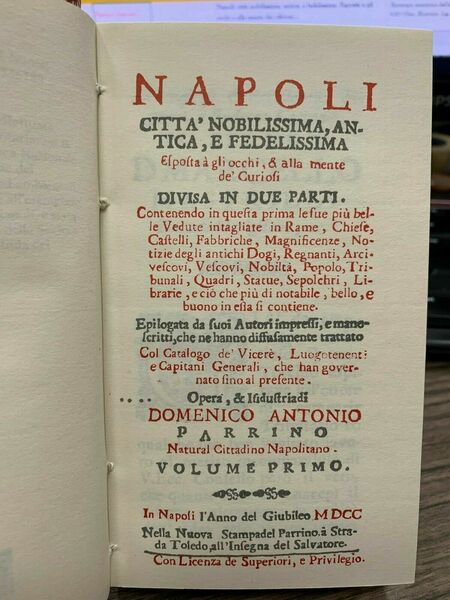 NAPOLI
CITTA' NOBILISSIMA, AN-
TICA, E FEDELISSIMA
Esposta à gli occhi, & alla mente
de' Curiosi
DIVISA IN DUE PARTI.
Contenendo in questa prima le sue più bel-
le Vedute intagliate in Rame, Chiese,
Castelli, Fabbriche, Magnificenze, No-
tizie degli antichi Dogi, Regnanti, Arci-
vescovi, Vescovi, Nobiltà, Popolo, Tri-
bunali, Quadri, Statue, Sepolchri, Li-
brarie, e ciò che più di notabile, bello, e
buono in essa si contiene.
Epilogata da suoi Autori impressi, e mano-
scritti, che ne hanno diffusamente trattato
Col Catalogo de' Vicerè, Luogotenenti
e Capitani Generali, che han gover-
nato sino al presente.
Opera, & Industria di
DOMENICO ANTONIO
PARRINO
Natural Cittadino Napolitano.
VOLUME PRIMO.
In Napoli l'Anno del Giubileo MDCC
Nella Nuova Stampa del Parrino. à Stra-
da Toledo, all'Insegna del Salvatore.
Con Licenza de' Superiori, e Privilegio.